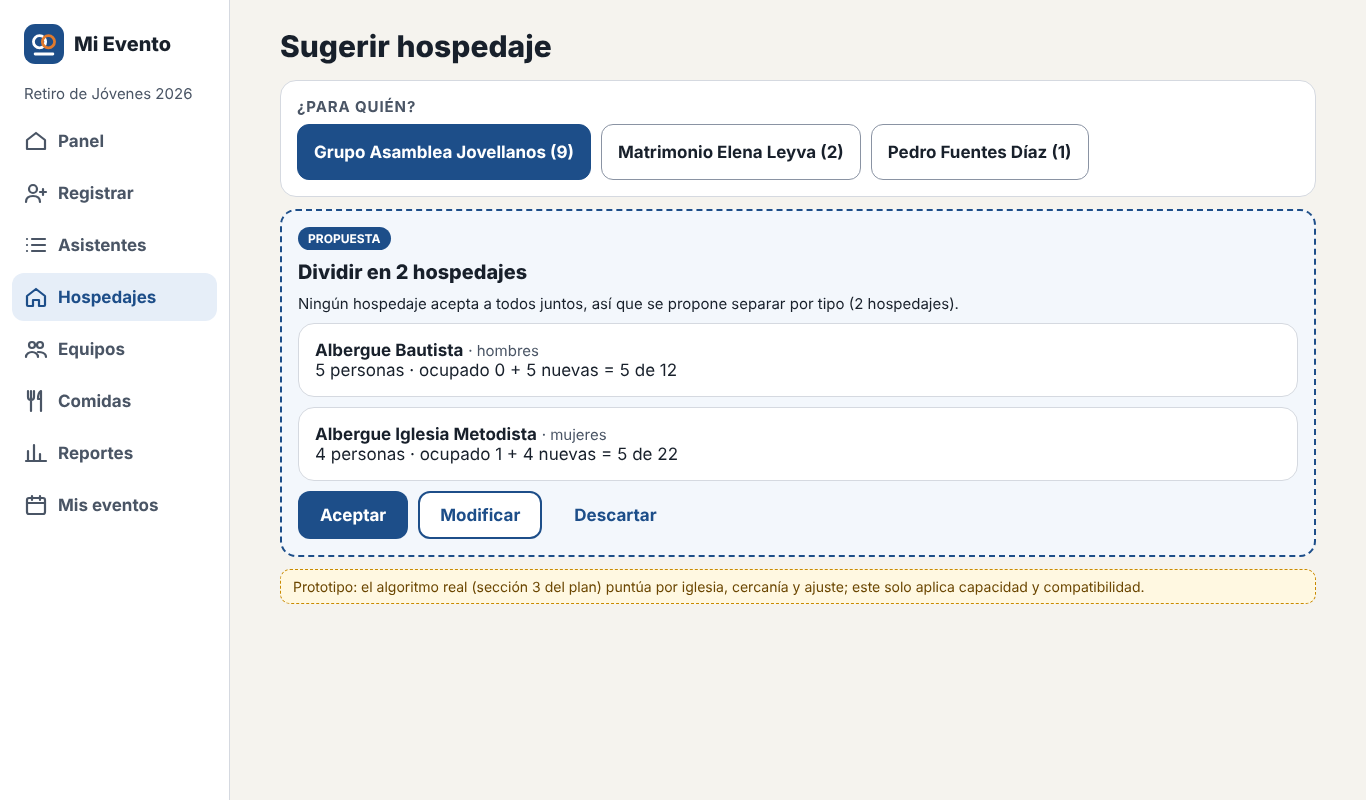 Mi Evento
Retiro de Jóvenes 2026
Panel
Registrar
Asistentes
Hospedajes
Equipos
Comidas
Reportes
Mis eventos
Sugerir hospedaje
¿PARA QUIÉN?
Grupo Asamblea Jovellanos (9)
Matrimonio Elena Leyva (2)
Pedro Fuentes Díaz (1)
PROPUESTA
Dividir en 2 hospedajes
Ningún hospedaje acepta a todos juntos, así que se propone separar por tipo (2 hospedajes).
Albergue Bautista · hombres
5 personas · ocupado 0 + 5 nuevas = 5 de 12
Albergue Iglesia Metodista · mujeres
4 personas · ocupado 1 + 4 nuevas = 5 de 22
Aceptar
Modificar
Descartar
Prototipo: el algoritmo real (sección 3 del plan) puntúa por iglesia, cercanía y ajuste; este solo aplica capacidad y compatibilidad.